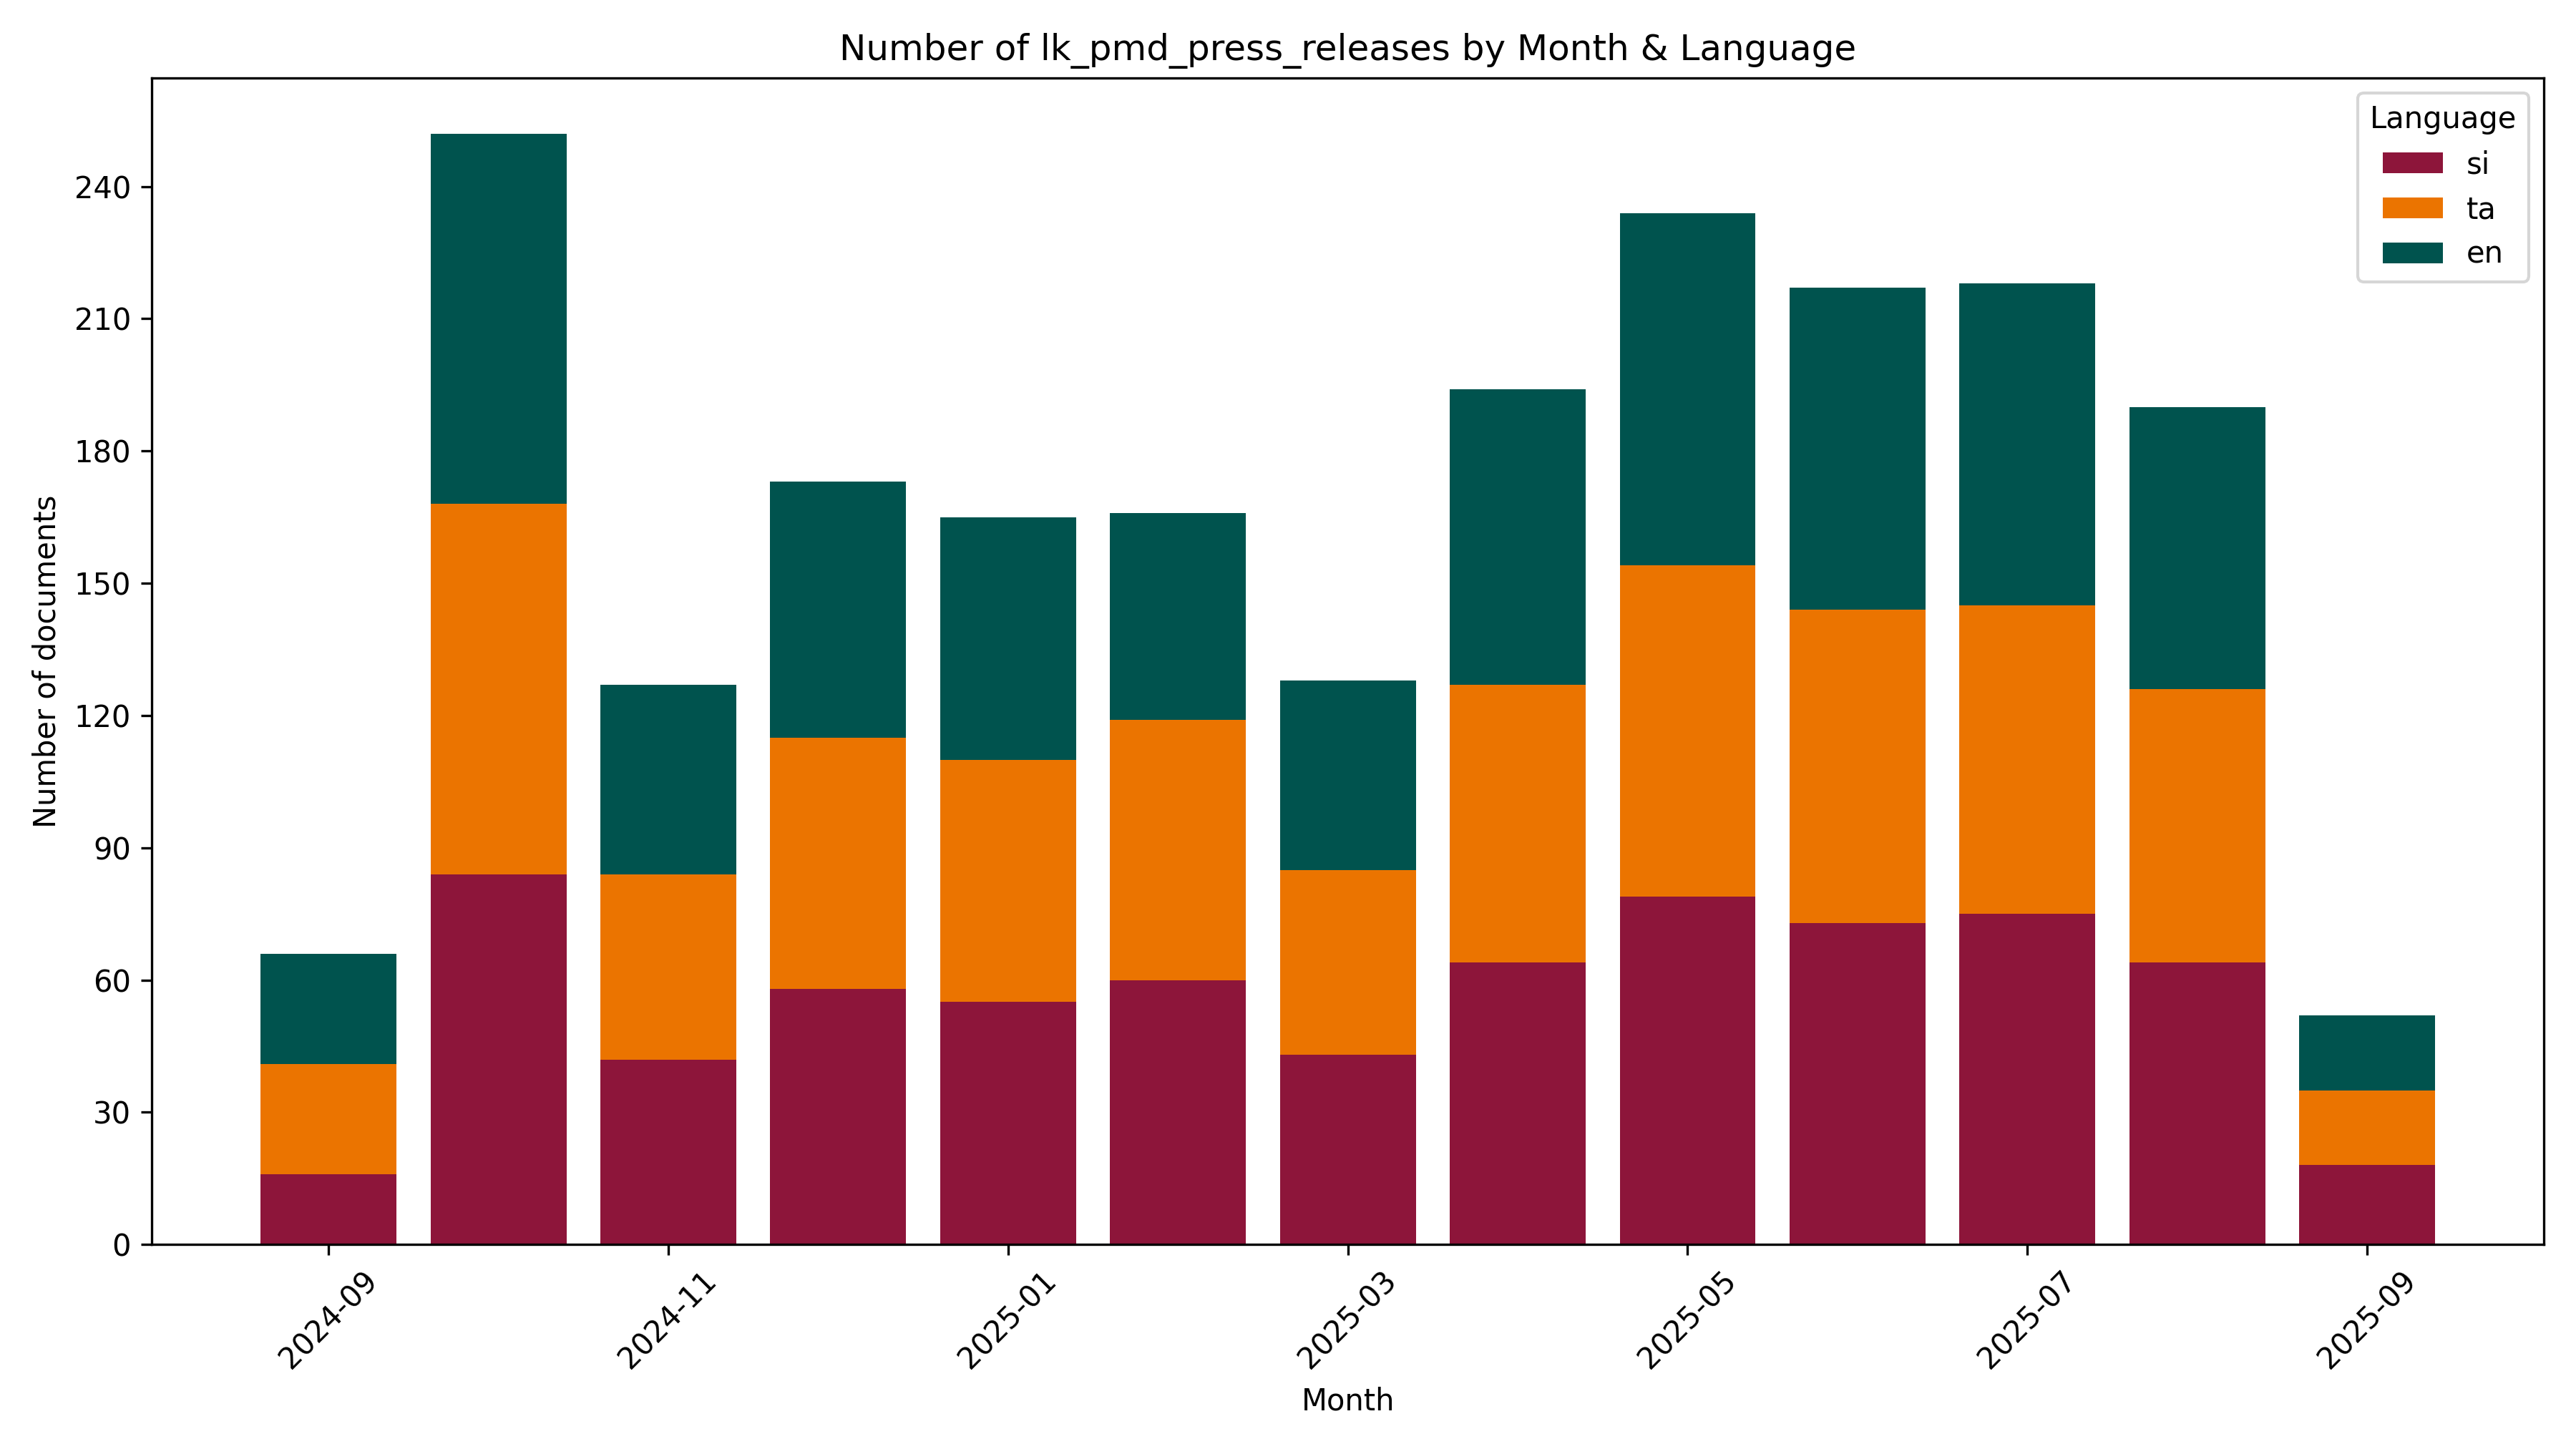 Number of lk_pmd_press_releases by Month & Language
Language
si
ta
en
Number of documents
240
210
180
150
120
90
60
30
0
2024-09
2024-11
2025-01
2025-03
2025-05
2025-07
2025-09
Month